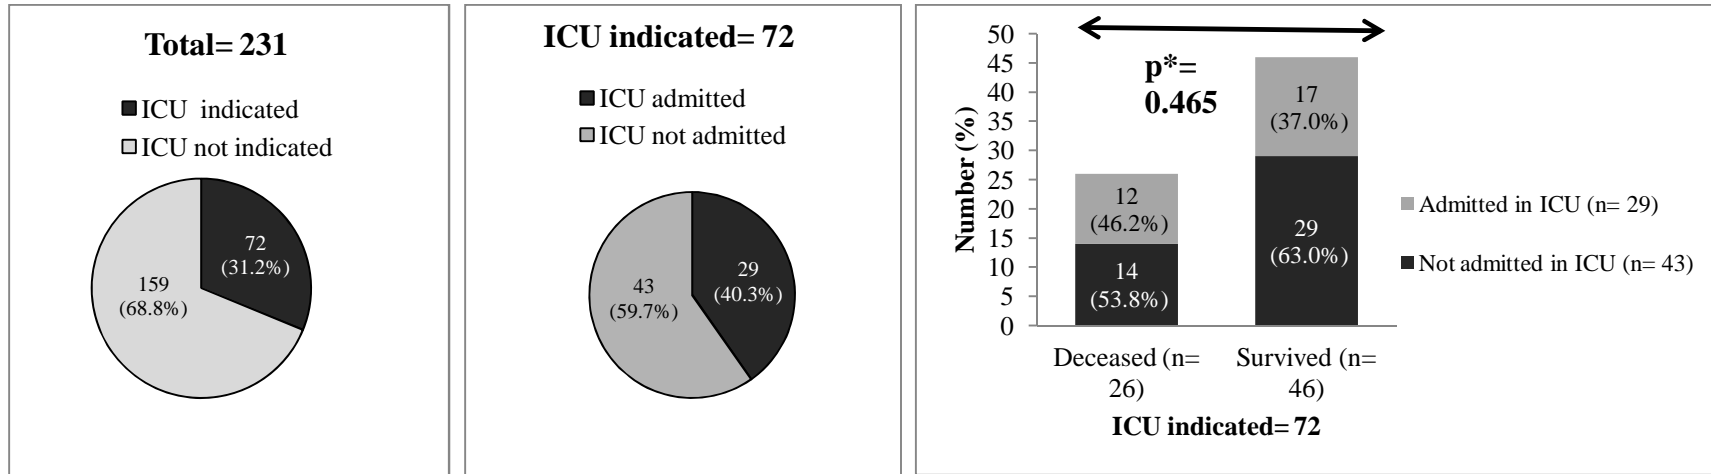 Total= 231
ICU indicated
ICU not indicated
72
(31.2%)
159
(68.8%)
ICU indicated= 72
ICU admitted
ICU not admitted
29
(40.3%)
43
(59.7%)
50
45
40
35
30
25
20
15
10
5
0
Number (%)
p*=
0.465
12
(46.2%)
14
(53.8%)
17
(37.0%)
29
(63.0%)
Deceased (n=
26)
Survived (n=
46)
ICU indicated= 72
Admitted in ICU (n= 29)
Not admitted in ICU (n= 43)